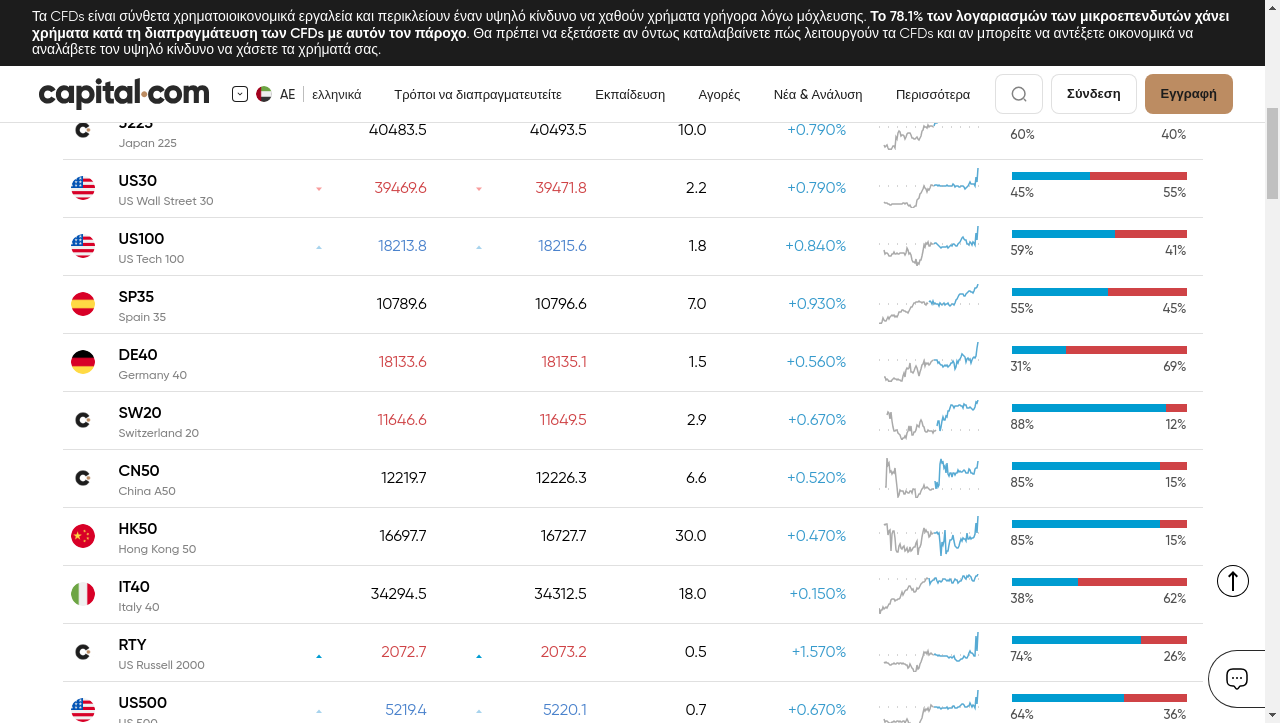 Τα CFDs είναι σύνθετα χρηματοοικονομικά εργαλεία και περικλείουν έναν υψηλό κίνδυνο να χαθούν χρήματα γρήγορα λόγω μόχλευσης. Το 78.1% των λογαριασμών των μικροεπενδυτών χάνει
χρήματα κατά τη διαπραγμάτευση των CFDs με αυτόν τον πάροχο. Θα πρέπει να εξετάσετε αν όντως καταλαβαίνετε πώς λειτουργούν τα CFDs και αν μπορείτε να αντέξετε οικονομικά να
αναλάβετε τον υψηλό κίνδυνο να χάσετε τα χρήματά σας.
capital.com AE ελληνικά Τρόποι να διαπραγματευτείτε Εκπαίδευση Αγορές Νέα & Ανάλυση Περισσότερα Σύνδεση Εγγραφή
J225 40483.5 40493.5 10.0 +0.790%
Japan 225 60% 40%
US30 39469.6 39471.8 2.2 +0.790%
US Wall Street 30 45% 55%
US100 18213.8 18215.6 1.8 +0.840%
US Tech 100 59% 41%
SP35 10789.6 10796.6 7.0 +0.930%
Spain 35 55% 45%
DE40 18133.6 18135.1 1.5 +0.560%
Germany 40 31% 69%
SW20 11646.6 11649.5 2.9 +0.670%
Switzerland 20 88% 12%
CN50 12219.7 12226.3 6.6 +0.520%
China A50 85% 15%
HK50 16697.7 16727.7 30.0 +0.470%
Hong Kong 50 85% 15%
IT40 34294.5 34312.5 18.0 +0.150%
Italy 40 38% 62%
RTY 2072.7 2073.2 0.5 +1.570%
US Russell 2000 74% 26%
US500 5219.4 5220.1 0.7 +0.670%
US 500 64% 36%